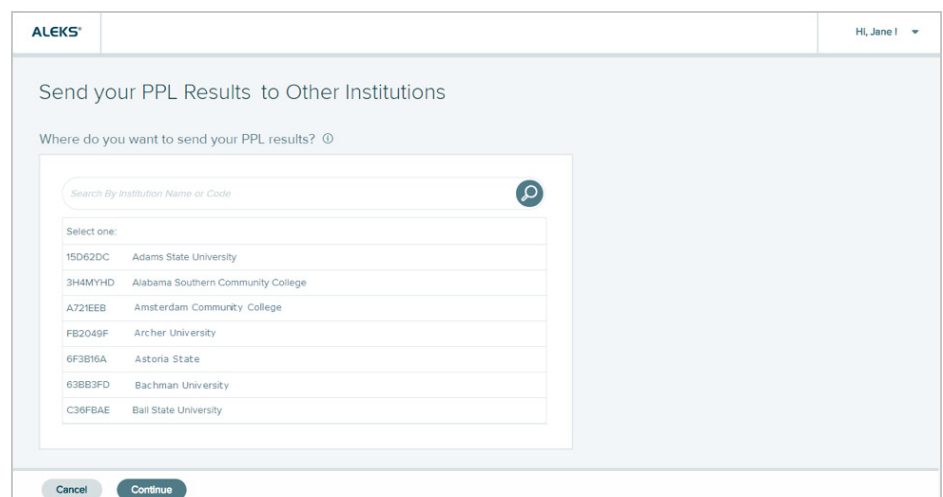 ALEKS®
Hi, Jane !
Send your PPL Results to Other Institutions
Where do you want to send your PPL results?
Search By Institution Name or Code
Select one:
15D62DC Adams State University
3H4MYHD Alabama Southern Community College
A721EEB Amsterdam Community College
FB2049F Archer University
6F3B16A Astoria State
63BB3FD Bachman University
C36FBAE Ball State University
Cancel Continue